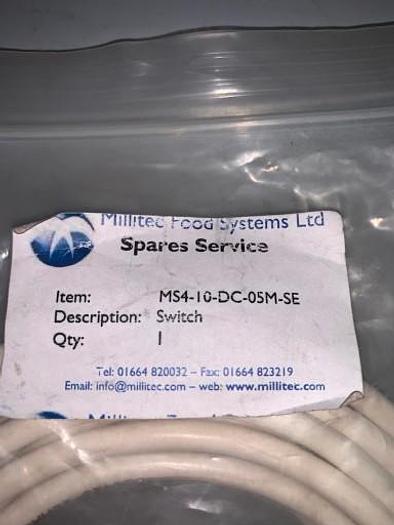 Millitec Food Systems Ltd
Spares Service
Item: MS4-10-DC-05M-SE
Description: Switch
Qty: 1
Tel: 01664 820032 – Fax: 01664 823219
Email: info@millitec.com – web: www.millitec.com